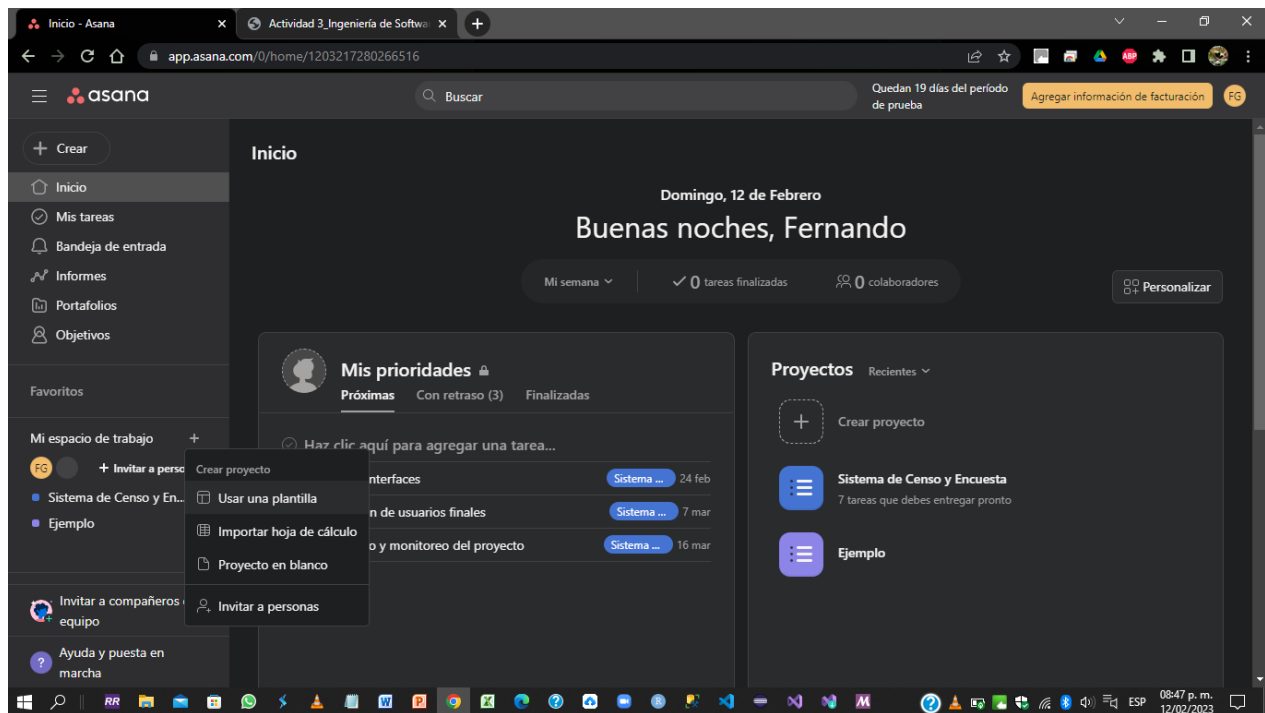 Inicio - Asana
Actividad 3_Ingeniería de Softwa
app.asana.com/0/home/1203217280266516
asana
Buscar
Quedan 19 días del período
de prueba
Agregar información de facturación
FG
Crear
Inicio
Mis tareas
Bandeja de entrada
Informes
Portafolios
Objetivos
Favoritos
Mi espacio de trabajo +
FG
+ Invitar a perso
Sistema de Censo y En...
Ejemplo
Invitar a compañeros
equipo
Ayuda y puesta en
marcha
Crear proyecto
Usar una plantilla
Importar hoja de cálculo
Proyecto en blanco
Invitar a personas
Inicio
Domingo, 12 de Febrero
Buenas noches, Fernando
Mi semana
0 tareas finalizadas
0 colaboradores
Personalizar
Mis prioridades
Próximas Con retraso (3) Finalizadas
Haz clic aquí para agregar una tarea...
nterfaces Sistema ... 24 feb
n de usuarios finales Sistema ... 7 mar
o y monitoreo del proyecto Sistema ... 16 mar
Proyectos Recientes
Crear proyecto
Sistema de Censo y Encuesta
7 tareas que debes entregar pronto
Ejemplo
ESP
08:47 p. m.
12/02/2023